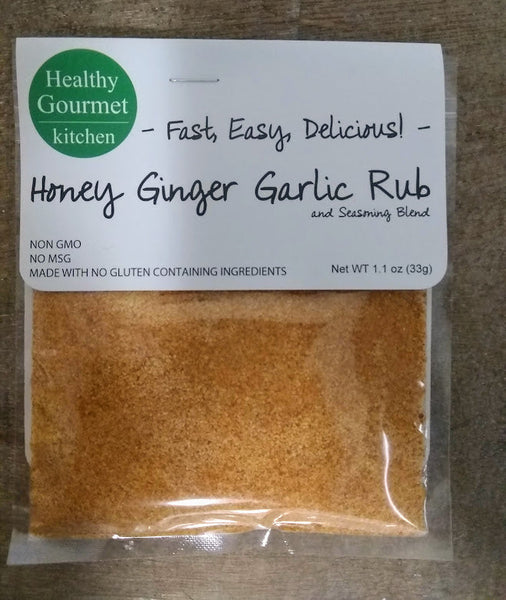 Healthy
Gourmet
kitchen
- Fast, Easy, Delicious! -
Honey Ginger Garlic Rub
and Seasoning Blend
NON GMO
NO MSG
MADE WITH NO GLUTEN CONTAINING INGREDIENTS
Net WT 1.1 oz (33g)